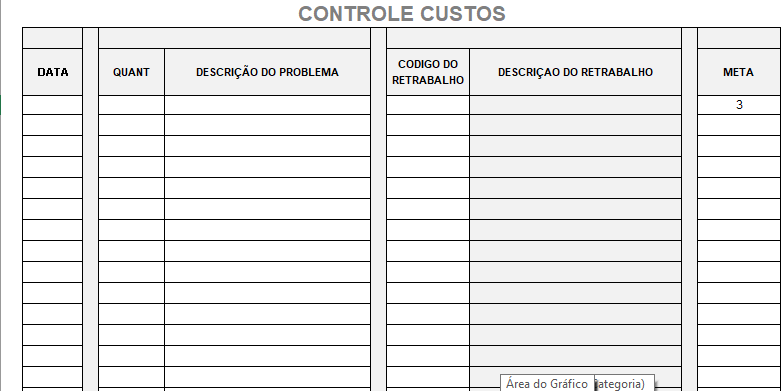 CONTROLE CUSTOS
DATA
QUANT
DESCRIÇÃO DO PROBLEMA
CODIGO DO
RETRABALHO
DESCRIÇAO DO RETRABALHO
META
3
Área do Gráfico
ategoria)